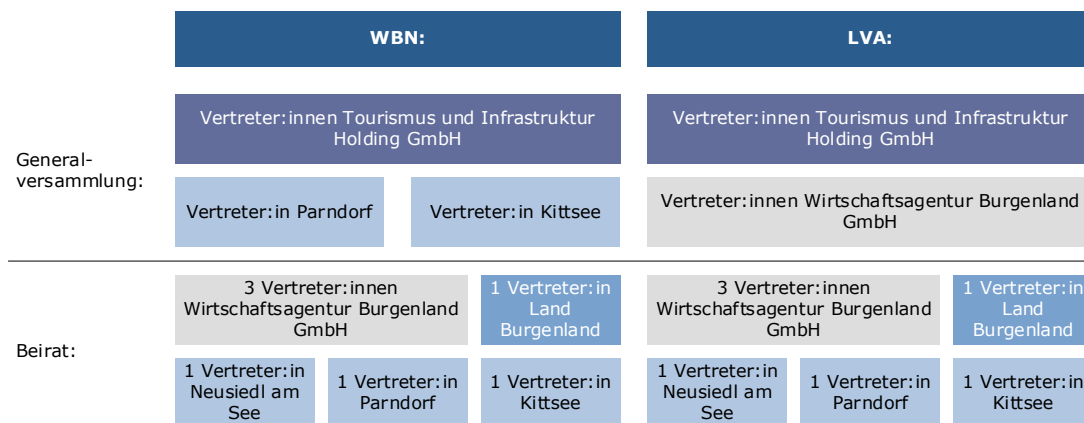 WBN:
LVA:
General-
versammlung:
Vertreter:innen Tourismus und Infrastruktur
Holding GmbH
Vertreter:innen Tourismus und Infrastruktur
Holding GmbH
Vertreter:in Parndorf
Vertreter:in Kittsee
Vertreter:innen Wirtschaftsagentur Burgenland
GmbH
Beirat:
3 Vertreter:innen
Wirtschaftsagentur Burgenland
GmbH
1 Vertreter:in
Land
Burgenland
3 Vertreter:innen
Wirtschaftsagentur Burgenland
GmbH
1 Vertreter:in
Land
Burgenland
1 Vertreter:in
Neusiedl am
See
1 Vertreter:in
Parndorf
1 Vertreter:in
Kittsee
1 Vertreter:in
Neusiedl am
See
1 Vertreter:in
Parndorf
1 Vertreter:in
Kittsee